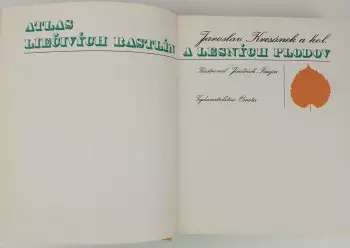 ATLAS
LIEČIVÝCH RASTLÍN
Jaroslav Kresánek a kol.
A LESNÝCH PLODOV
Ilustroval Jindřich Krejča
Vydavateľstvo Osveta